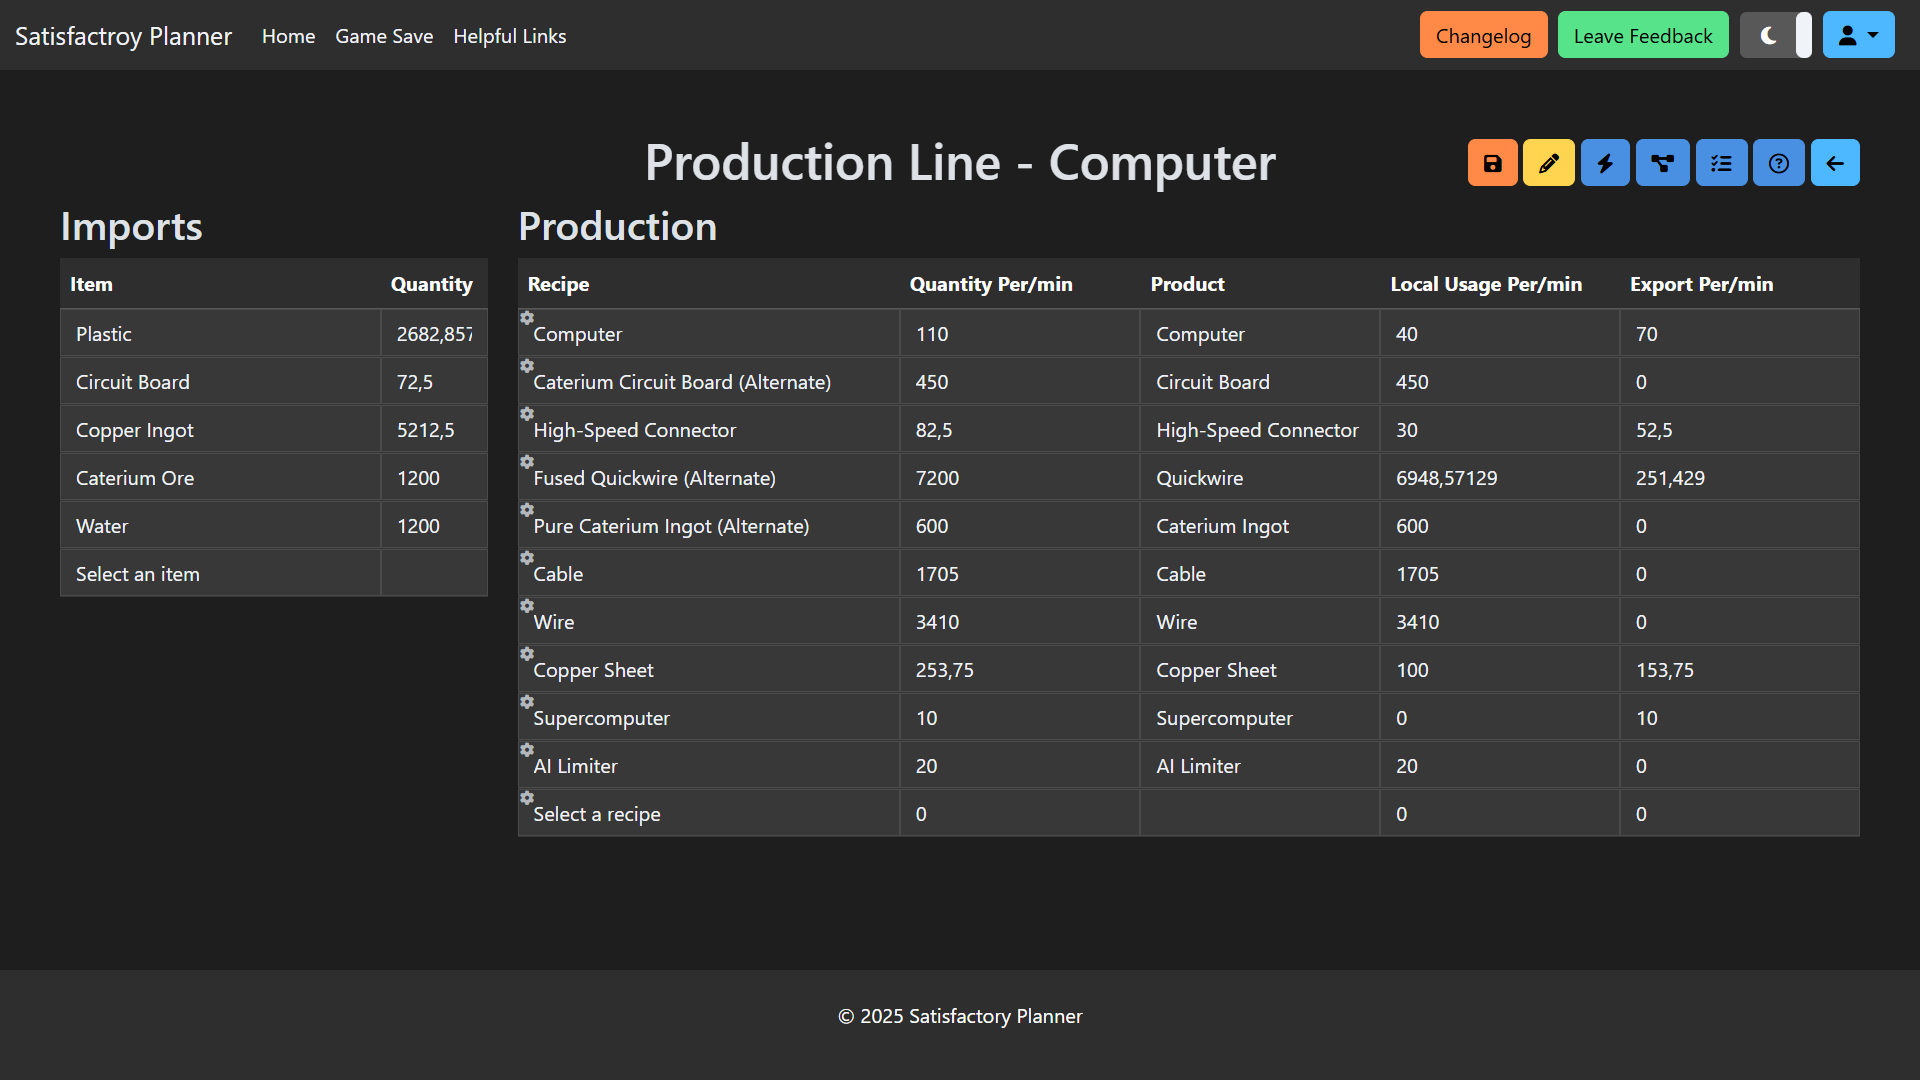 Satisfactroy Planner Home Game Save Helpful Links Changelog Leave Feedback
Production Line - Computer
Imports
Item Quantity
Plastic 2682,857
Circuit Board 72,5
Copper Ingot 5212,5
Caterium Ore 1200
Water 1200
Select an item
Production
Recipe Quantity Per/min Product Local Usage Per/min Export Per/min
Computer 110 Computer 40 70
Caterium Circuit Board (Alternate) 450 Circuit Board 450 0
High-Speed Connector 82,5 High-Speed Connector 30 52,5
Fused Quickwire (Alternate) 7200 Quickwire 6948,57129 251,429
Pure Caterium Ingot (Alternate) 600 Caterium Ingot 600 0
Cable 1705 Cable 1705 0
Wire 3410 Wire 3410 0
Copper Sheet 253,75 Copper Sheet 100 153,75
Supercomputer 10 Supercomputer 0 10
AI Limiter 20 AI Limiter 20 0
Select a recipe 0 0 0
© 2025 Satisfactory Planner